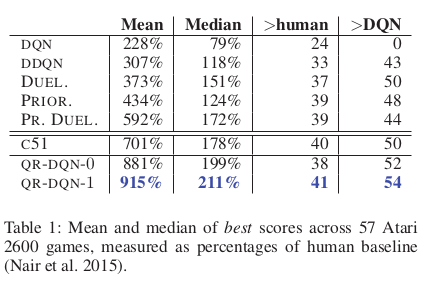 Mean Median >human >DQN
DQN 228% 79% 24 0
DDQN 307% 118% 33 43
DUEL. 373% 151% 37 50
PRIOR. 434% 124% 39 48
PR. DUEL. 592% 172% 39 44
C51 701% 178% 40 50
QR-DQN-0 881% 199% 38 52
QR-DQN-1 915% 211% 41 54
Table 1: Mean and median of best scores across 57 Atari
2600 games, measured as percentages of human baseline
(Nair et al. 2015).